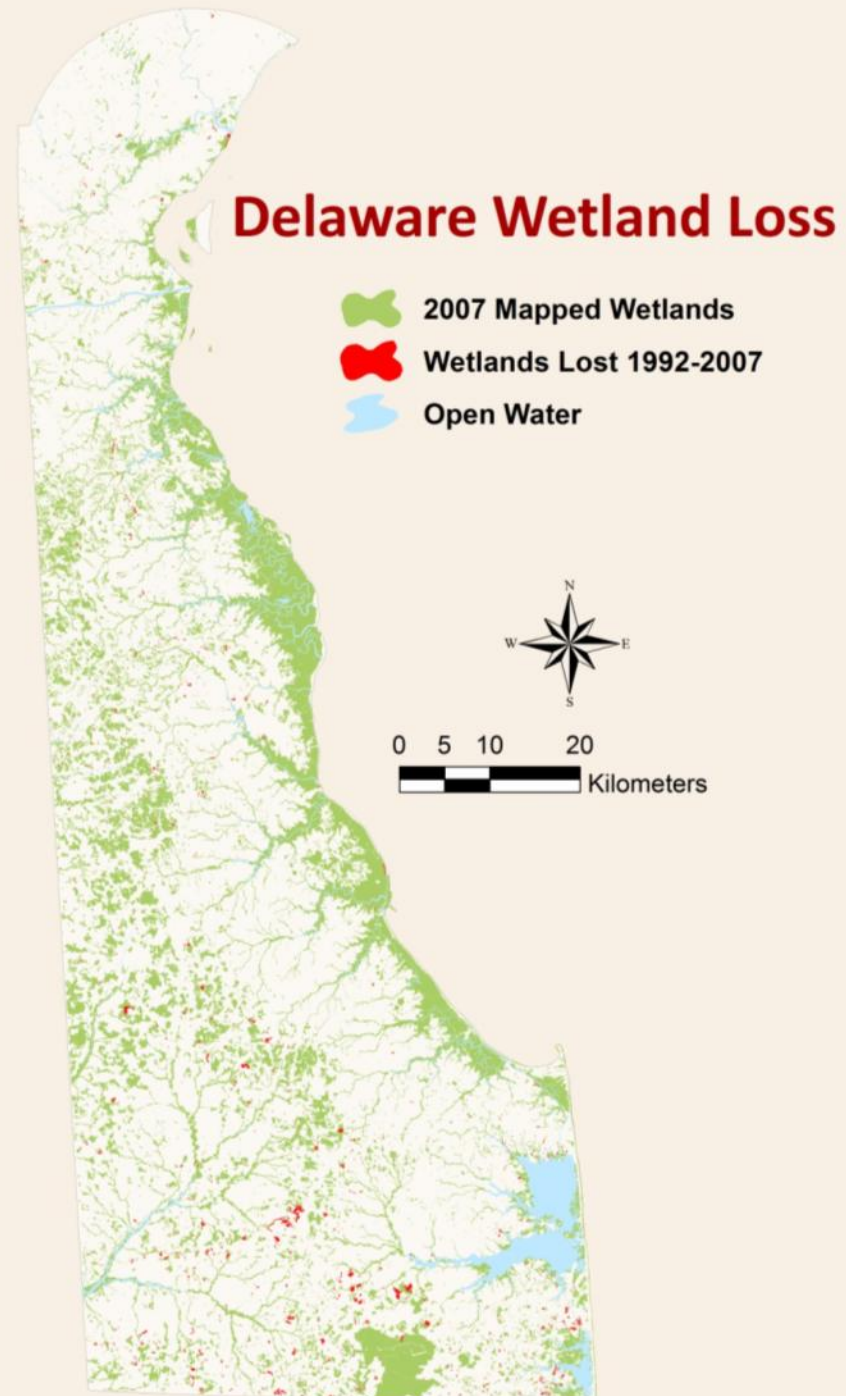 Delaware Wetland Loss
2007 Mapped Wetlands
Wetlands Lost 1992-2007
Open Water
N
W E
S
0 5 10 20
Kilometers